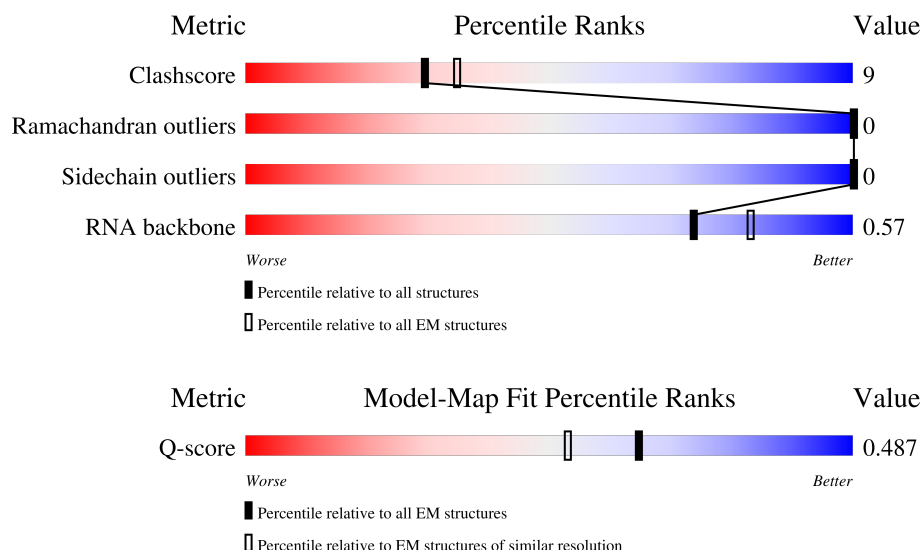 Metric Percentile Ranks Value
Clashscore 9
Ramachandran outliers 0
Sidechain outliers 0
RNA backbone 0.57
Worse Better
Percentile relative to all structures
Percentile relative to all EM structures
Metric Model-Map Fit Percentile Ranks Value
Q-score 0.487
Worse Better
Percentile relative to all EM structures
Percentile relative to EM structures of similar resolution